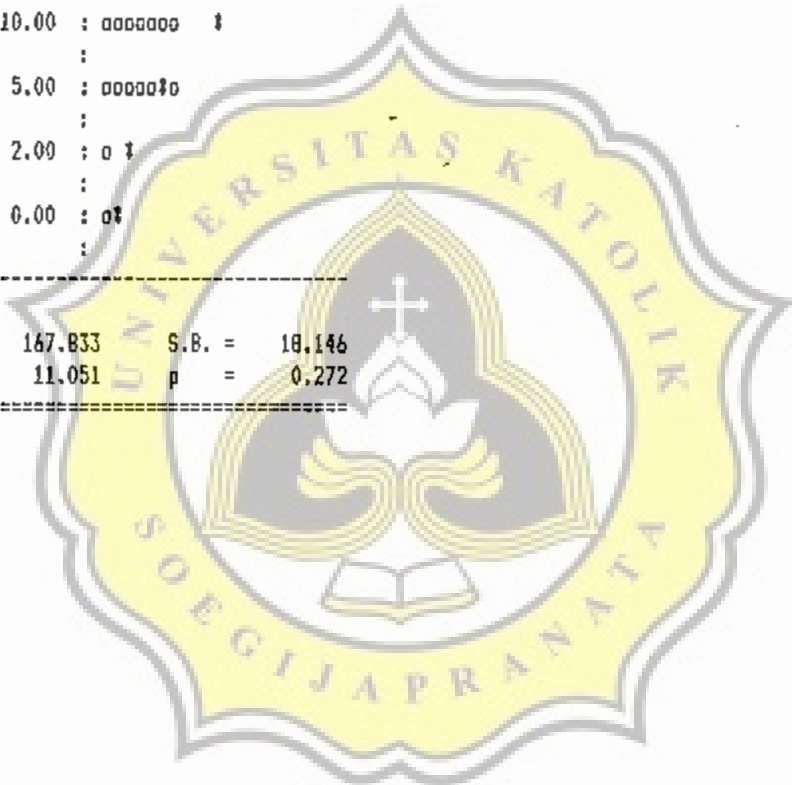 10.00 : ooooooo *
:
5.00 : ooooo*o
:
2.00 : o *
:
0.00 : o*
:
------------------------------------
167.833 S.B. = 18.146
11.051 p = 0.272
====================================
UNIVERSITAS KATOLIK
SOEGIJAPRANATA